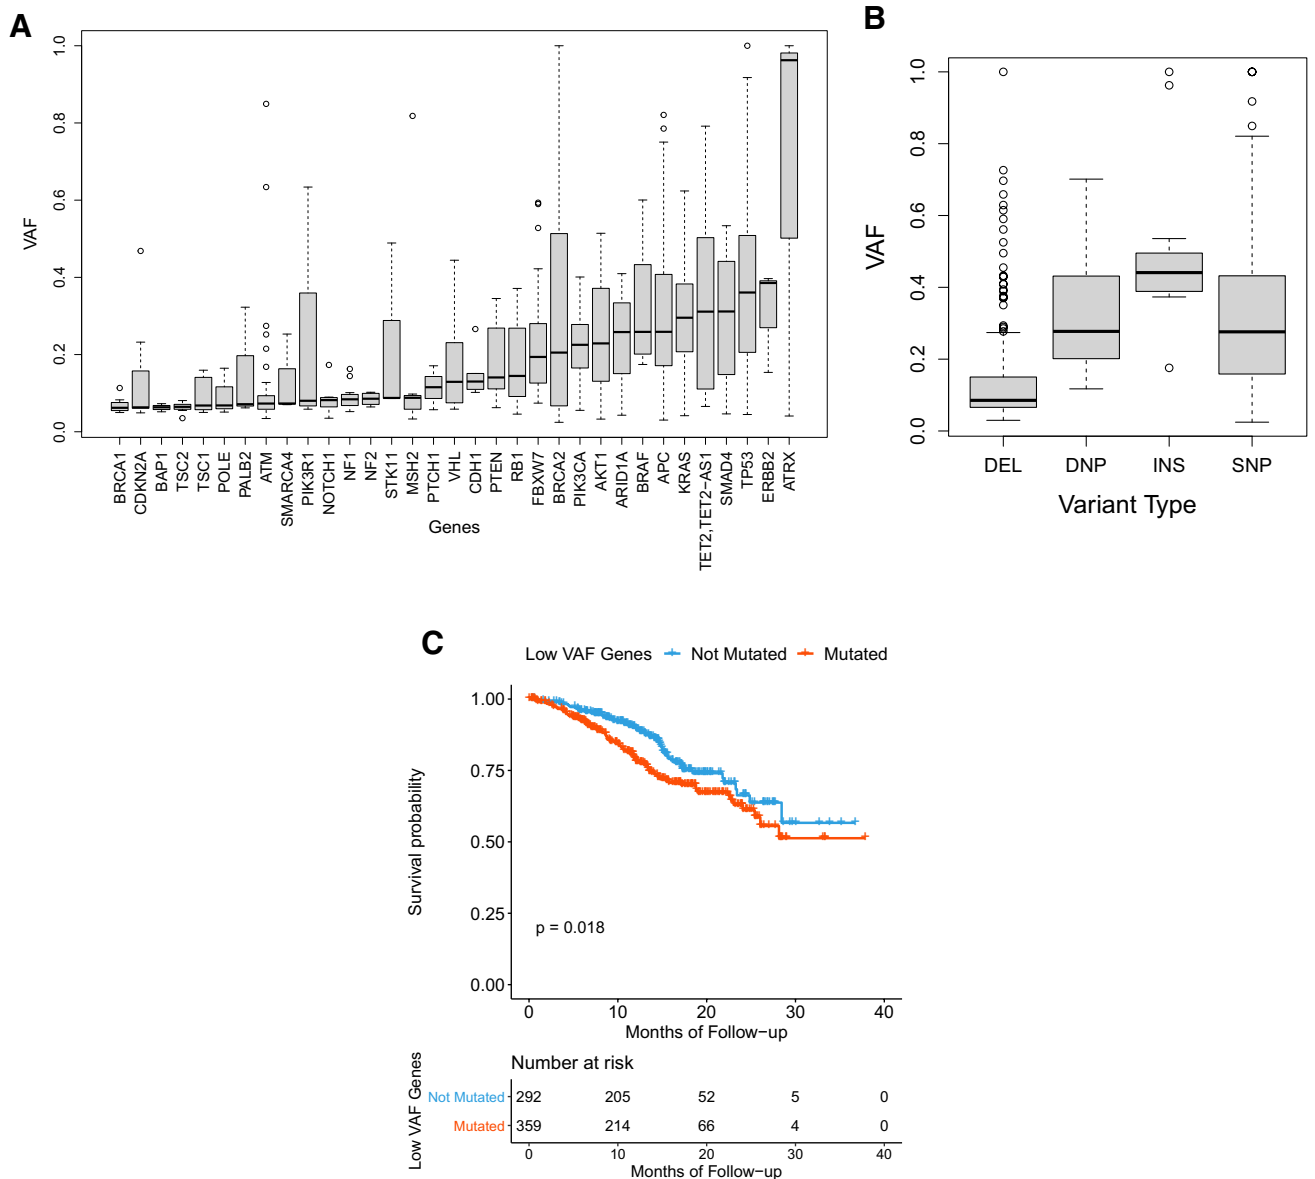 A
VAF
0.0
0.2
0.4
0.6
0.8
1.0
BRCA1
CDKN2A
BAP1
TSC2
TSC1
POLE
PALB2
ATM
SMARCA4
PIK3R1
NOTCH1
NF1
NF2
STK11
MSH2
PTCH1
VHL
CDH1
PTEN
RB1
FBXW7
BRCA2
PIK3CA
AKT1
ARID1A
BRAF
APC
KRAS
TET2,TET2−AS1
SMAD4
TP53
ERBB2
ATRX
Genes
B
VAF
0.0
0.2
0.4
0.6
0.8
1.0
DEL DNP INS SNP
Variant Type
C
Low VAF Genes Not Mutated Mutated
Survival probability
1.00
0.75
0.50
0.25
0.00
p = 0.018
0 10 20 30 40
Months of Follow−up
Number at risk
Low VAF Genes
Not Mutated 292 205 52 5 0
Mutated 359 214 66 4 0
0 10 20 30 40
Months of Follow−up